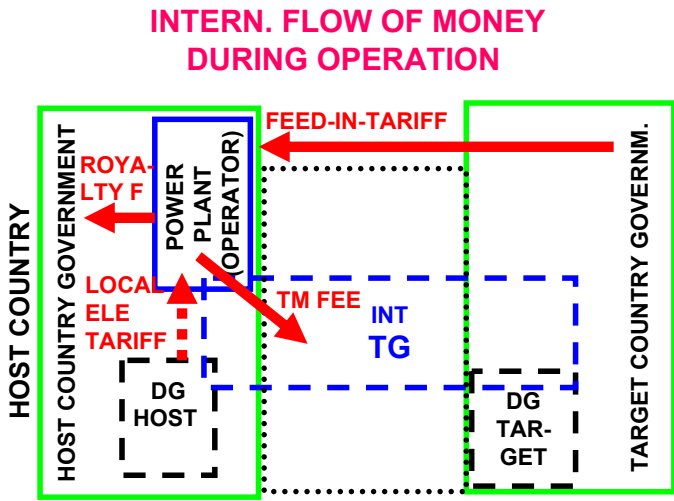 INTERN. FLOW OF MONEY
DURING OPERATION
HOST COUNTRY
HOST COUNTRY GOVERNMENT
ROYA-
LTY F
POWER
PLANT
(OPERATOR)
FEED-IN-TARIFF
LOCAL
ELE
TARIFF
TM FEE
INT
TG
DG
HOST
DG
TAR-
GET
TARGET COUNTRY GOVERNM.